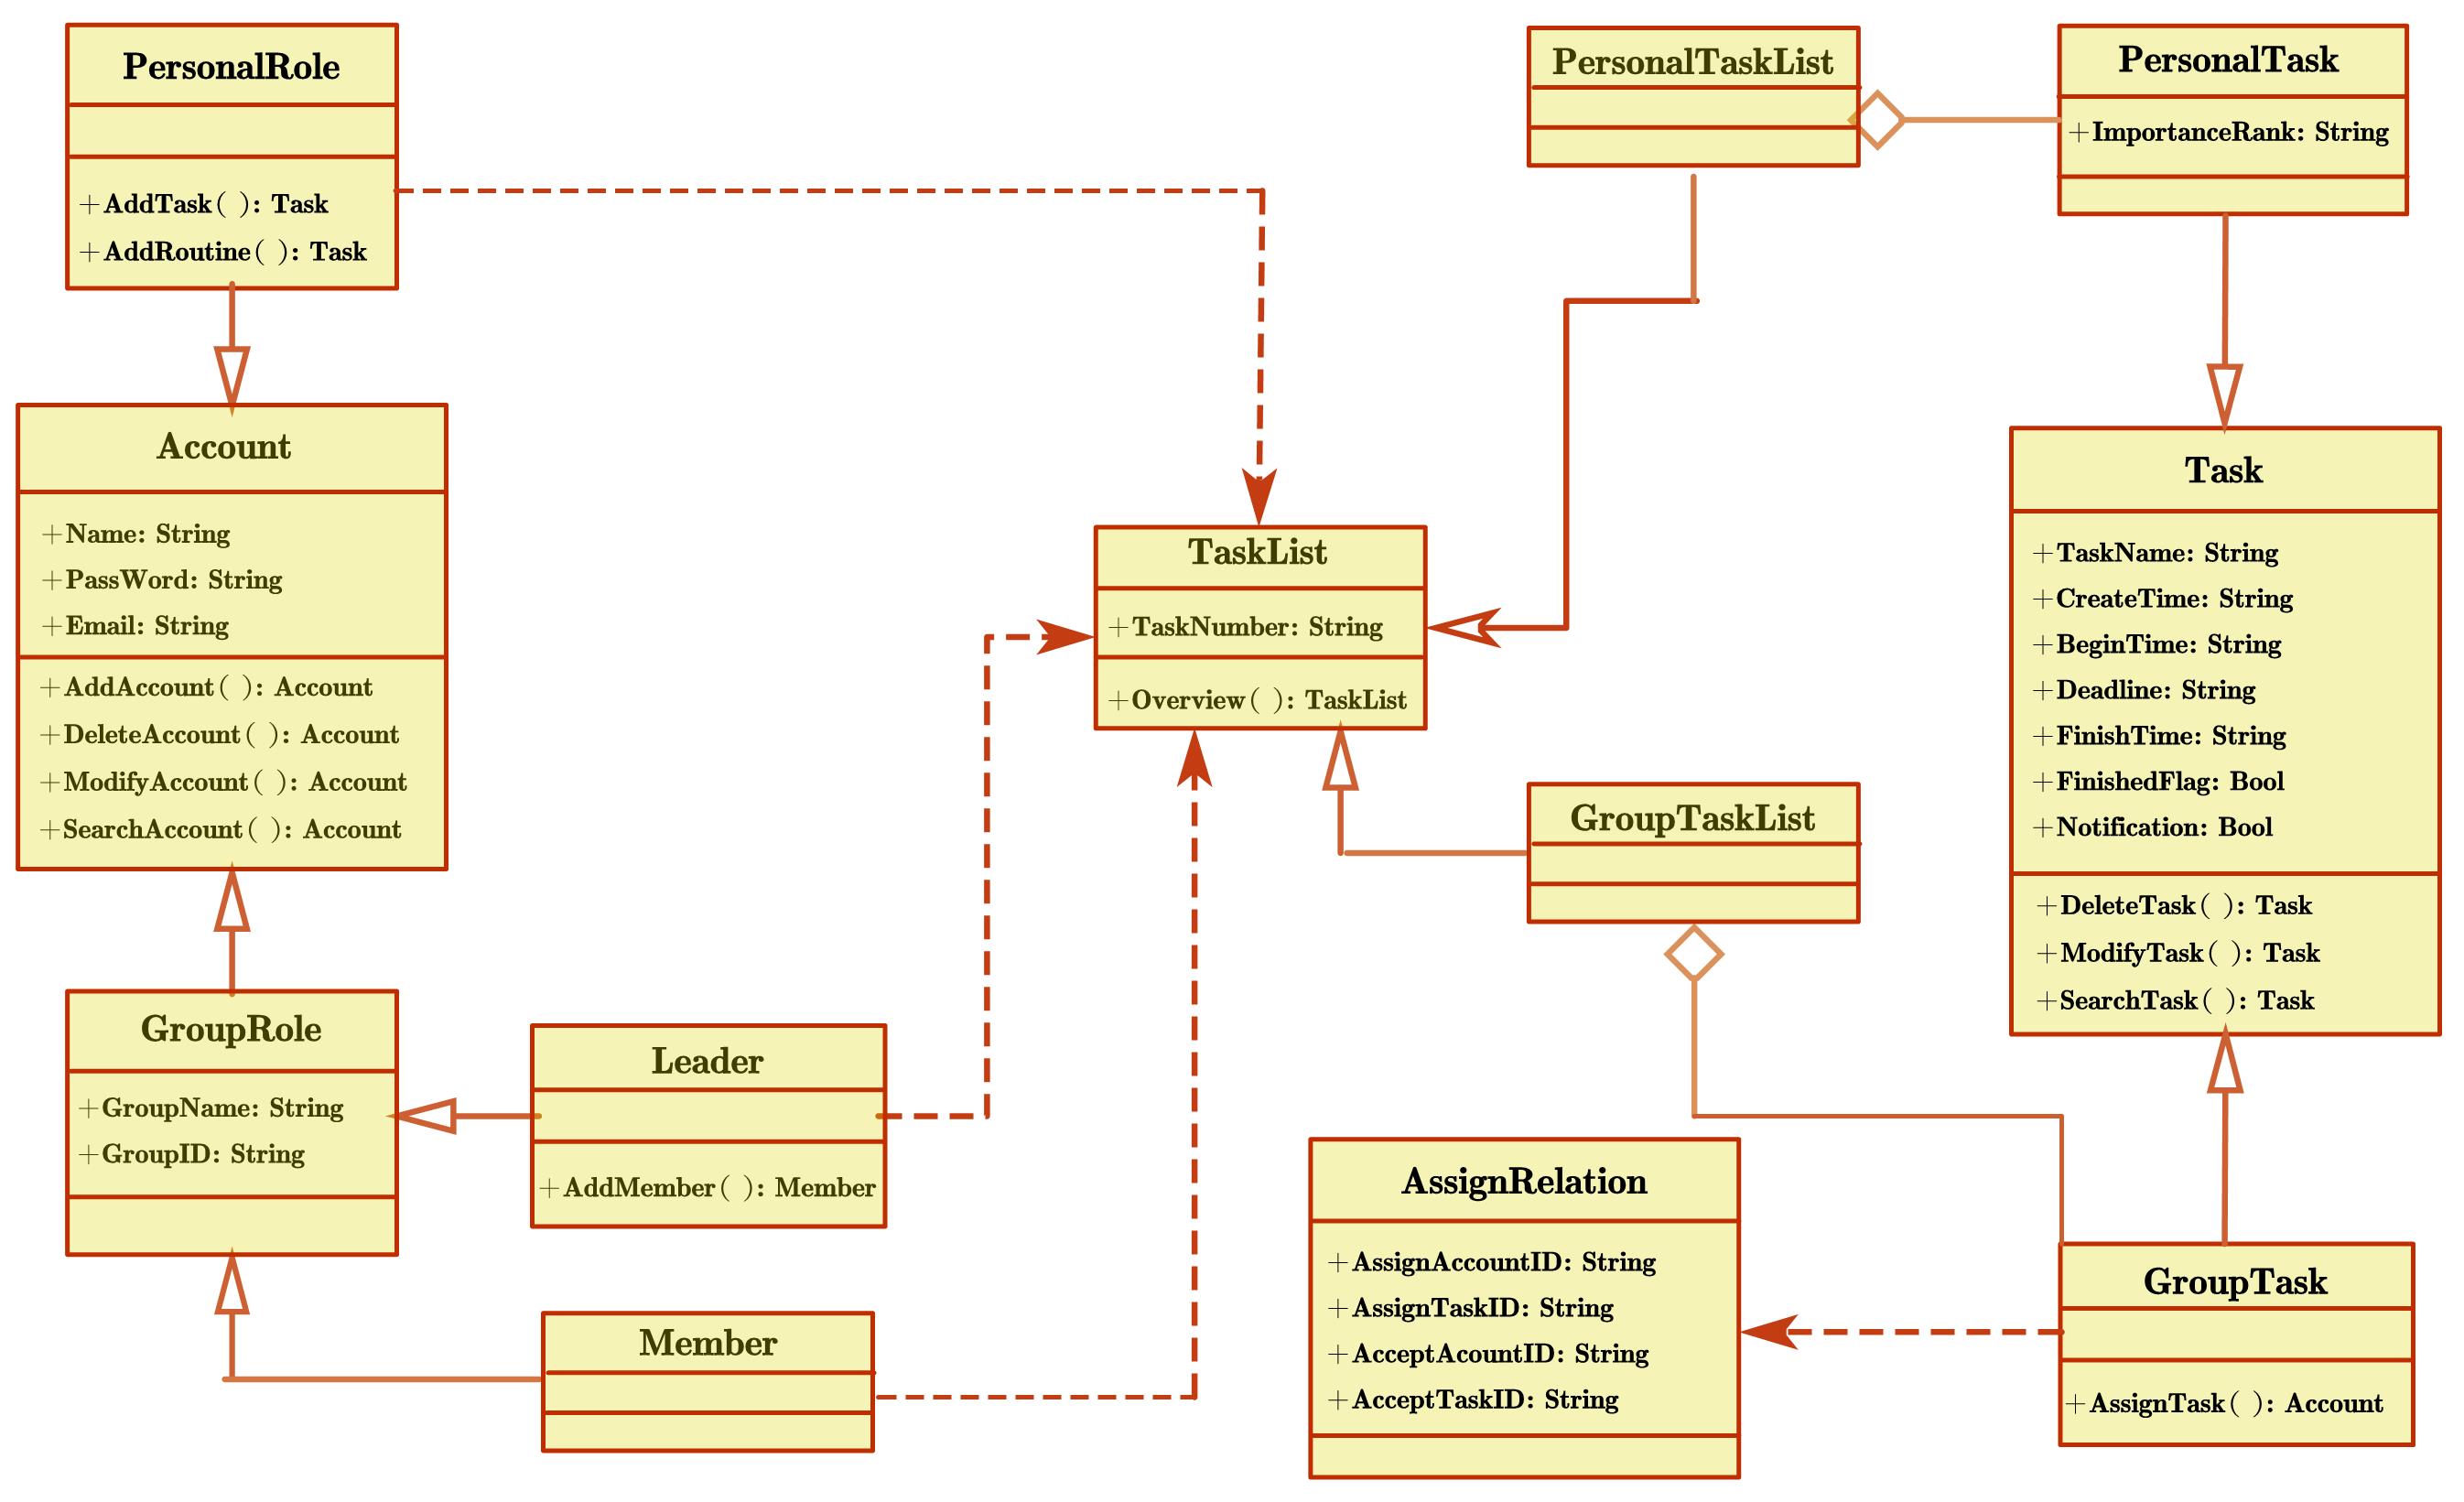 PersonalRole
+AddTask( ): Task
+AddRoutine( ): Task
PersonalTaskList
PersonalTask
+ImportanceRank: String
Account
+Name: String
+PassWord: String
+Email: String
+AddAccount( ): Account
+DeleteAccount( ): Account
+ModifyAccount( ): Account
+SearchAccount( ): Account
TaskList
+TaskNumber: String
+Overview( ): TaskList
Task
+TaskName: String
+CreateTime: String
+BeginTime: String
+Deadline: String
+FinishTime: String
+FinishedFlag: Bool
+Notification: Bool
+DeleteTask( ): Task
+ModifyTask( ): Task
+SearchTask( ): Task
GroupTaskList
GroupRole
+GroupName: String
+GroupID: String
Leader
+AddMember( ): Member
Member
AssignRelation
+AssignAccountID: String
+AssignTaskID: String
+AcceptAcountID: String
+AcceptTaskID: String
GroupTask
+AssignTask( ): Account